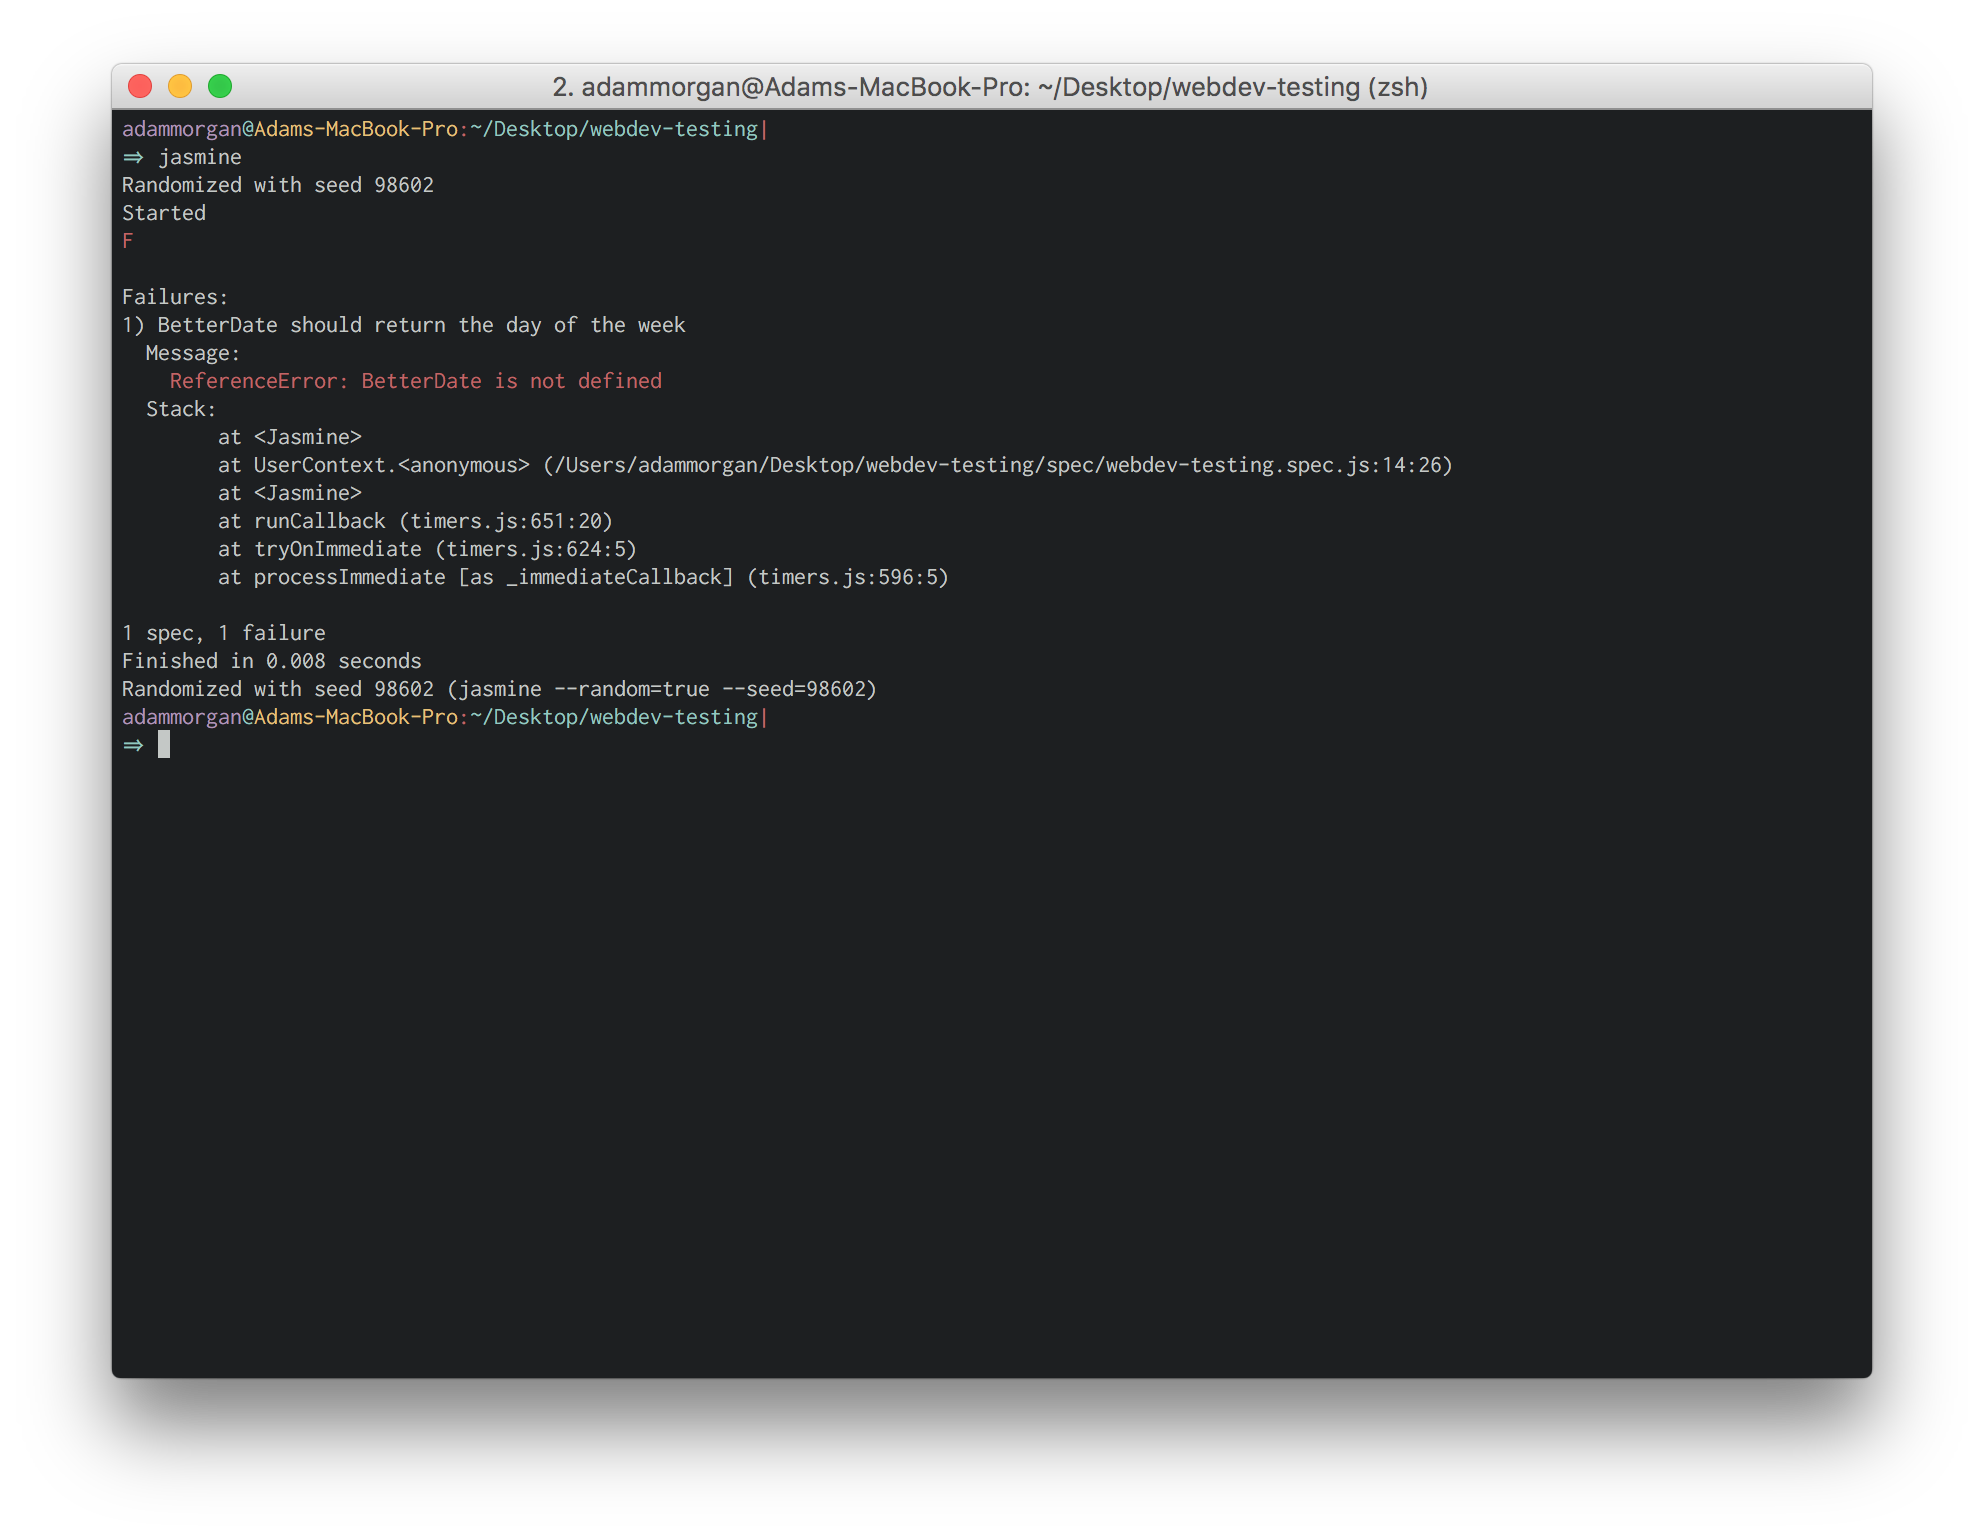 2. adammorgan@Adams-MacBook-Pro: ~/Desktop/webdev-testing (zsh)
adammorgan@Adams-MacBook-Pro:~/Desktop/webdev-testing|
⇒ jasmine
Randomized with seed 98602
Started
F
Failures:
1) BetterDate should return the day of the week
Message:
ReferenceError: BetterDate is not defined
Stack:
at <Jasmine>
at UserContext.<anonymous> (/Users/adammorgan/Desktop/webdev-testing/spec/webdev-testing.spec.js:14:26)
at <Jasmine>
at runCallback (timers.js:651:20)
at tryOnImmediate (timers.js:624:5)
at processImmediate [as _immediateCallback] (timers.js:596:5)
1 spec, 1 failure
Finished in 0.008 seconds
Randomized with seed 98602 (jasmine --random=true --seed=98602)
adammorgan@Adams-MacBook-Pro:~/Desktop/webdev-testing|
⇒